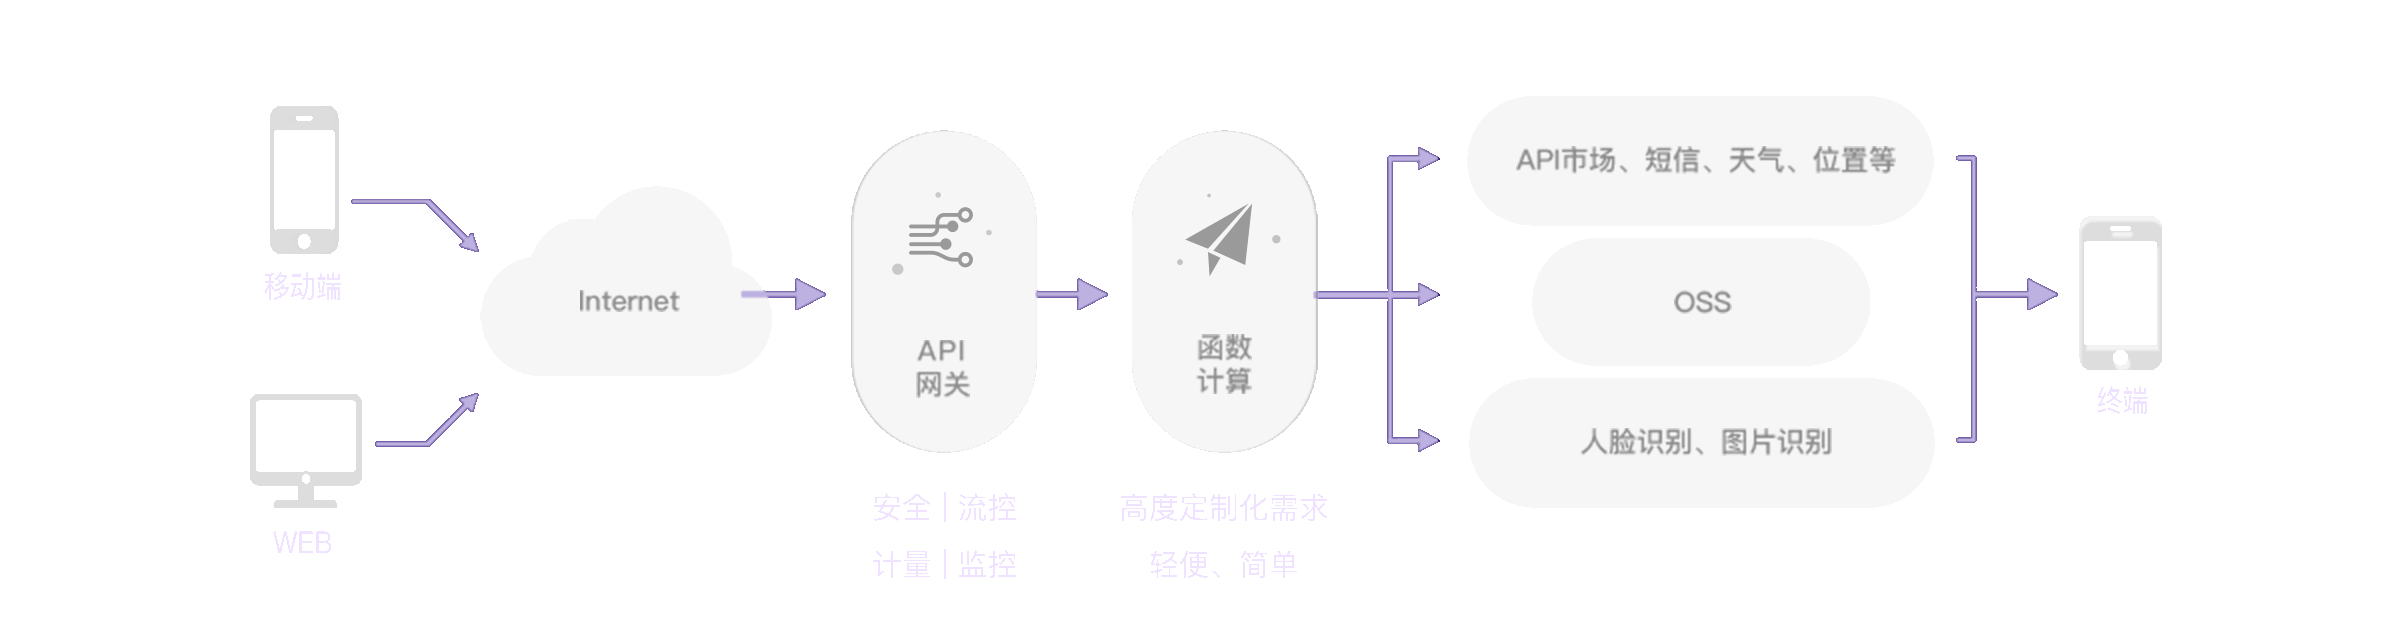 移动端
WEB
Internet
API
网关
安全 | 流控
计量 | 监控
函数
计算
高度定制化需求
轻便、简单
API市场、短信、天气、位置等
OSS
人脸识别、图片识别
终端